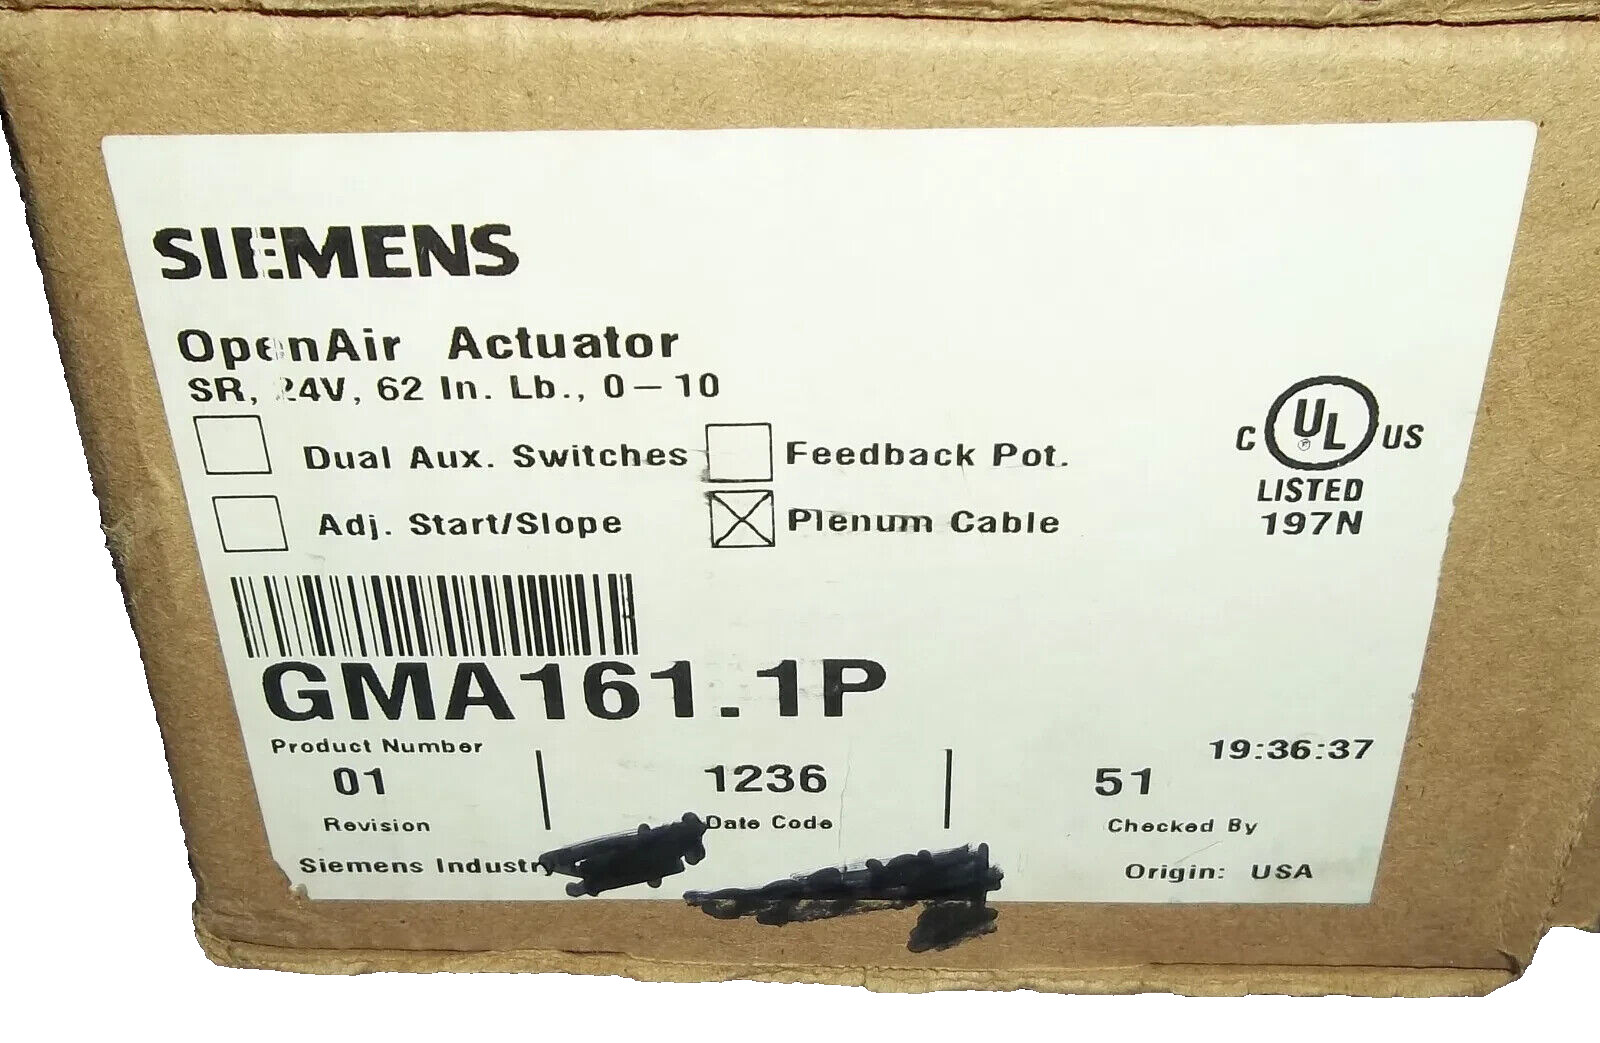 SIEMENS
OpenAir Actuator
SR, 24V, 62 In. Lb., 0-10
Dual Aux. Switches Feedback Pot.
Adj. Start/Slope Plenum Cable
C UL US
LISTED
197N
GMA161.1P
Product Number
19:36:37
01 1236 51
Revision Date Code Checked By
Siemens Industry Origin: USA